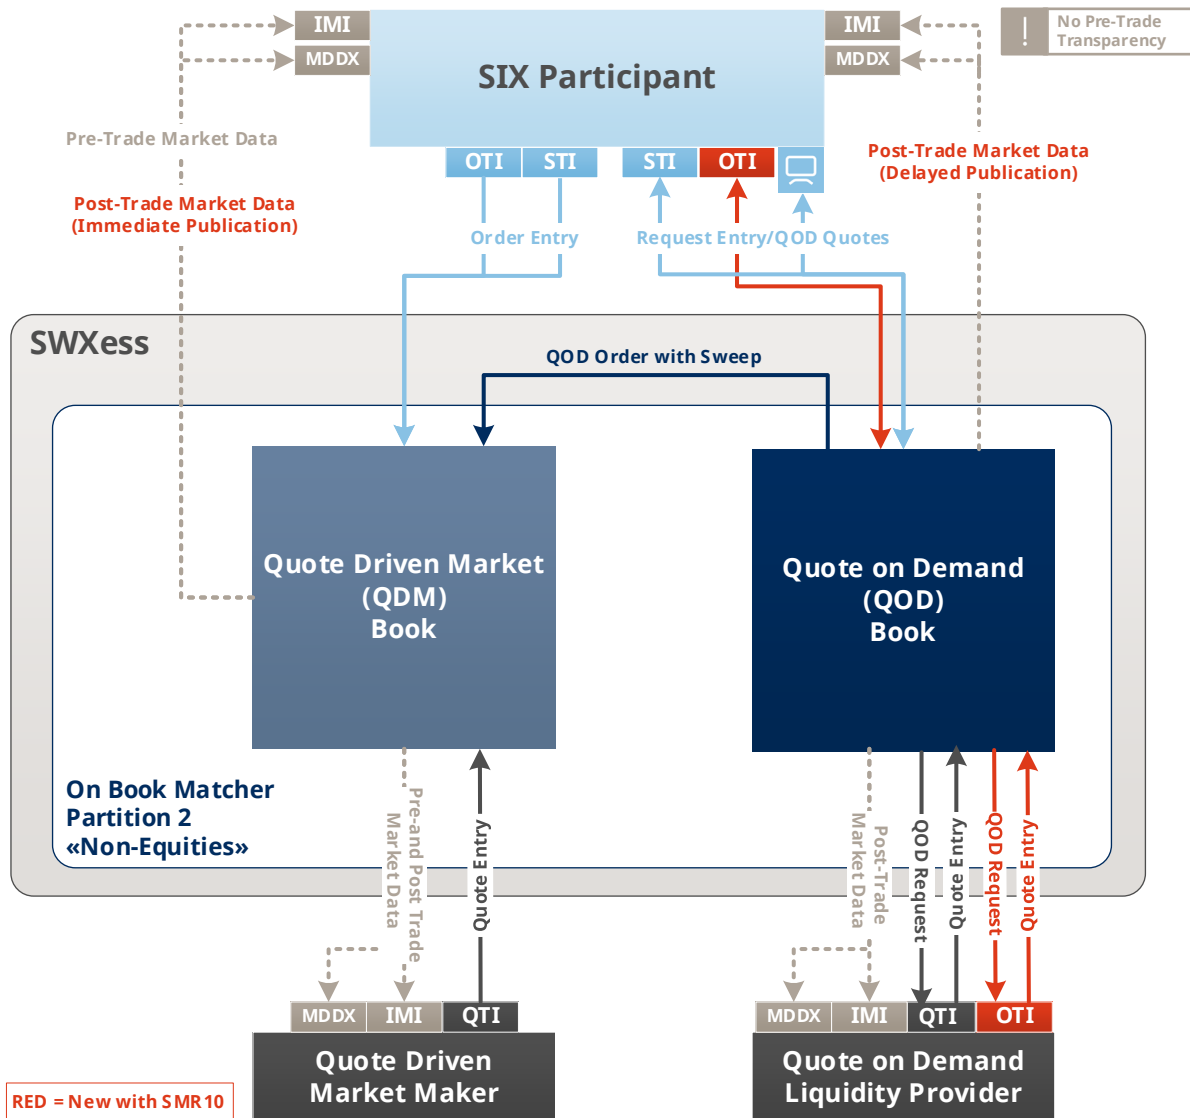 IMI
MDDX
SIX Participant
IMI
MDDX
!
No Pre-Trade
Transparency
OTI
STI
STI
OTI
Pre-Trade Market Data
Post-Trade Market Data
(Immediate Publication)
Post-Trade Market Data
(Delayed Publication)
Order Entry
Request Entry/QOD Quotes
SWXess
QOD Order with Sweep
Quote Driven Market
(QDM)
Book
Quote on Demand
(QOD)
Book
On Book Matcher
Partition 2
«Non-Equities»
Pre-and Post Trade
Market Data
Quote Entry
Post-Trade
Market Data
QOD Request
Quote Entry
QOD Request
Quote Entry
MDDX
IMI
QTI
Quote Driven
Market Maker
MDDX
IMI
QTI
OTI
Quote on Demand
Liquidity Provider
RED = New with SMR10